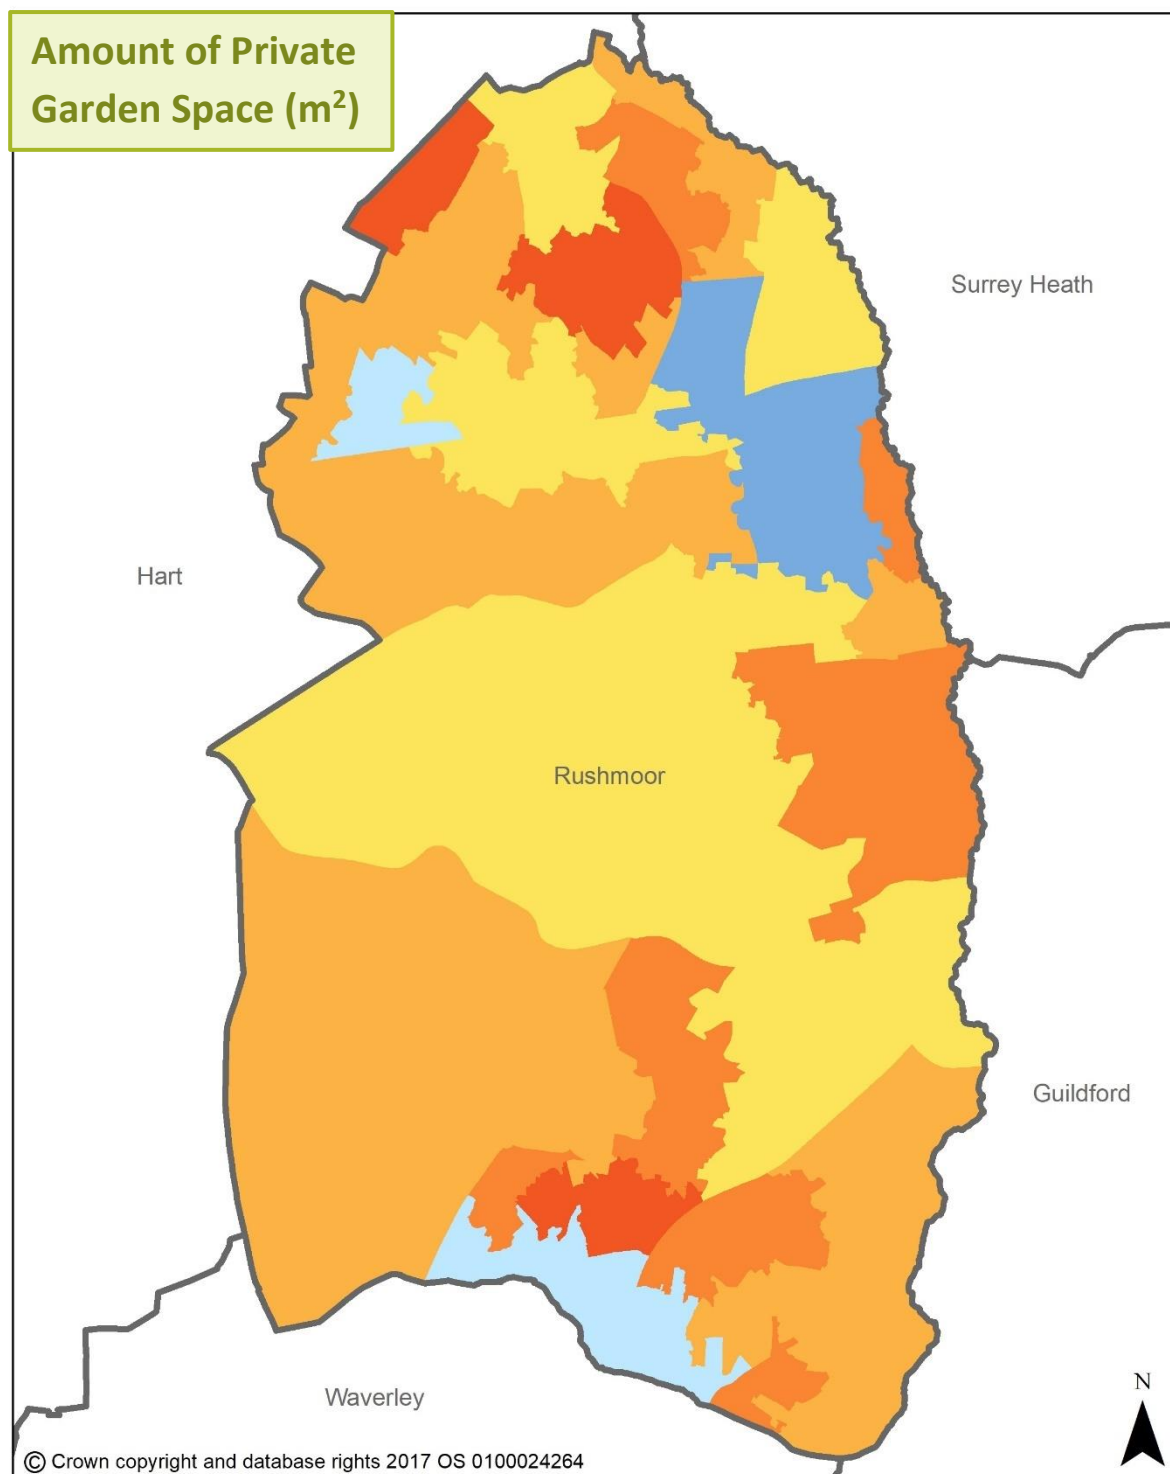 Amount of Private
Garden Space (m²)
Surrey Heath
Hart
Rushmoor
Guildford
Waverley
N
© Crown copyright and database rights 2017 OS 0100024264